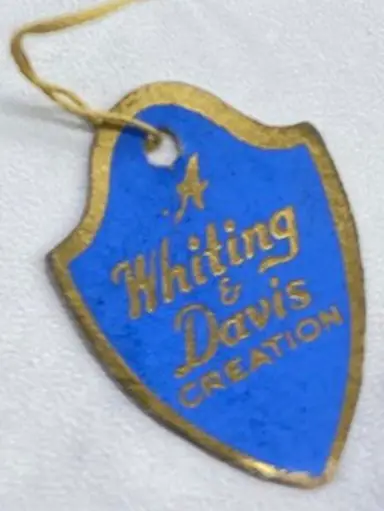 A
Whiting
&
Davis
CREATION